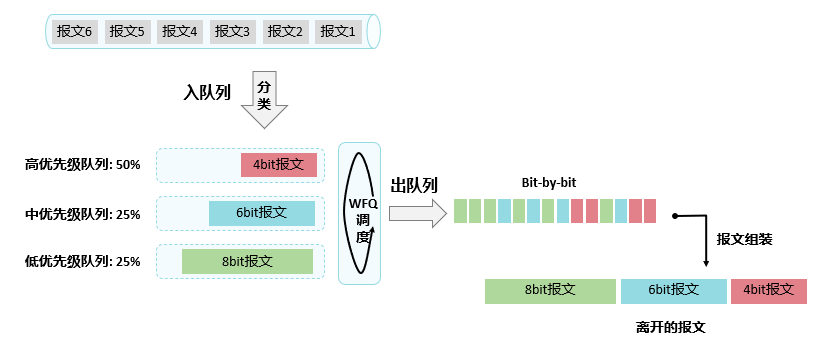 报文6 报文5 报文4 报文3 报文2 报文1
入队列
分类
高优先级队列: 50%
4bit报文
中优先级队列: 25%
6bit报文
低优先级队列: 25%
8bit报文
WFQ
调
度
出队列
Bit-by-bit
报文组装
8bit报文 6bit报文 4bit报文
离开的报文